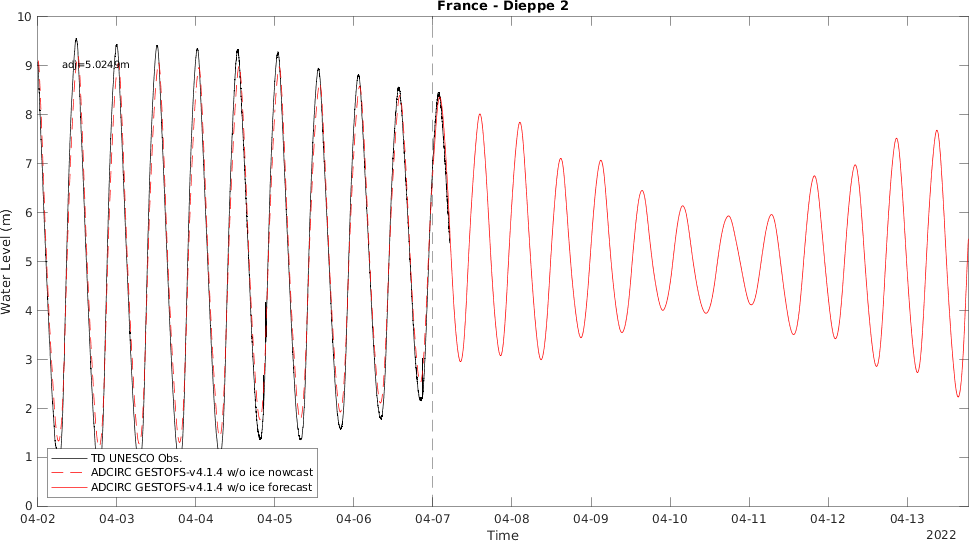 France - Dieppe 2
10
9
8
7
6
5
4
3
2
1
0
Water Level (m)
adj=5.0249m
TD UNESCO Obs.
ADCIRC GESTOFS-v4.1.4 w/o ice nowcast
ADCIRC GESTOFS-v4.1.4 w/o ice forecast
04-02 04-03 04-04 04-05 04-06 04-07 04-08 04-09 04-10 04-11 04-12 04-13
Time
2022